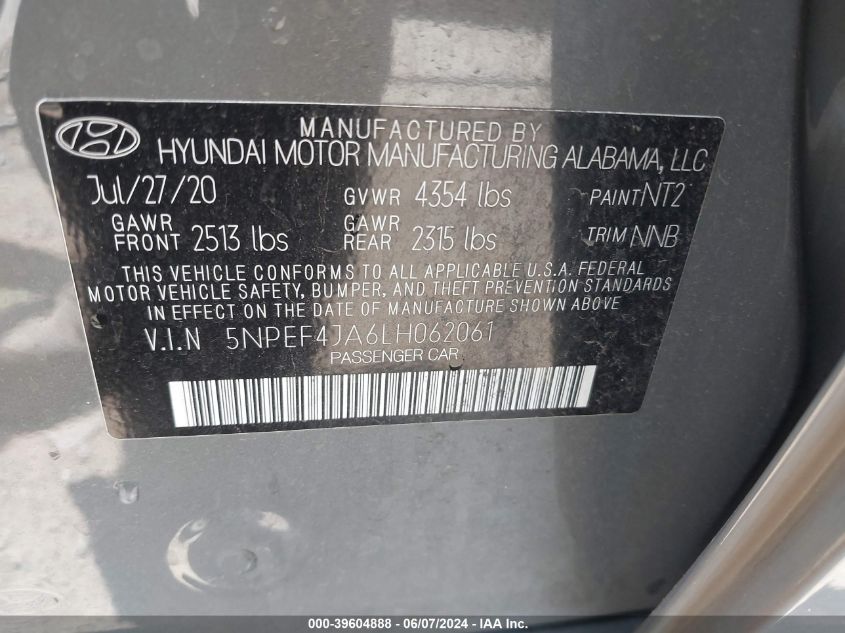 MANUFACTURED BY
HYUNDAI MOTOR MANUFACTURING ALABAMA, LLC
Jul/27/20 GVWR 4354 lbs PAINT NT2
GAWR FRONT 2513 lbs GAWR REAR 2315 lbs TRIM NNB
THIS VEHICLE CONFORMS TO ALL APPLICABLE U.S.A. FEDERAL
MOTOR VEHICLE SAFETY, BUMPER, AND THEFT PREVENTION STANDARDS
IN EFFECT ON THE DATE OF MANUFACTURE SHOWN ABOVE.
V.I.N 5NPEF4JA6LH062061
PASSENGER CAR
000-39604888 - 06/07/2024 - IAA Inc.